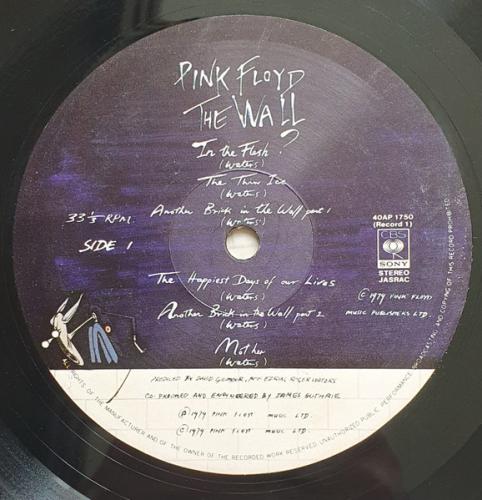 PINK FLOYD
THE WALL
In the Flesh?
(Waters)
The Thin Ice
(Waters)
Another Brick in the Wall part 1
(Waters)
33 1/3 RPM.
SIDE 1
40AP 1750
(Record 1)
CBS
SONY
STEREO
JASRAC
The Happiest Days of our Lives
(Waters)
Another Brick in the Wall part 2
(Waters)
Mother
(Waters)
© 1979 PINK FLOYD
MUSIC PUBLISHERS LTD.
PRODUCED BY DAVID GILMOUR, BOB EZRIN, ROGER WATERS
CO-PRODUCED AND ENGINEERED BY JAMES GUTHRIE
℗ 1979 PINK FLOYD MUSIC LTD.
© 1979 PINK FLOYD MUSIC LTD.
RIGHTS OF THE MANUFACTURER AND OF THE OWNER OF THE RECORDED WORK RESERVED. UNAUTHORIZED PUBLIC PERFORMANCE, BROADCASTING AND COPYING OF THIS RECORD PROHIBITED